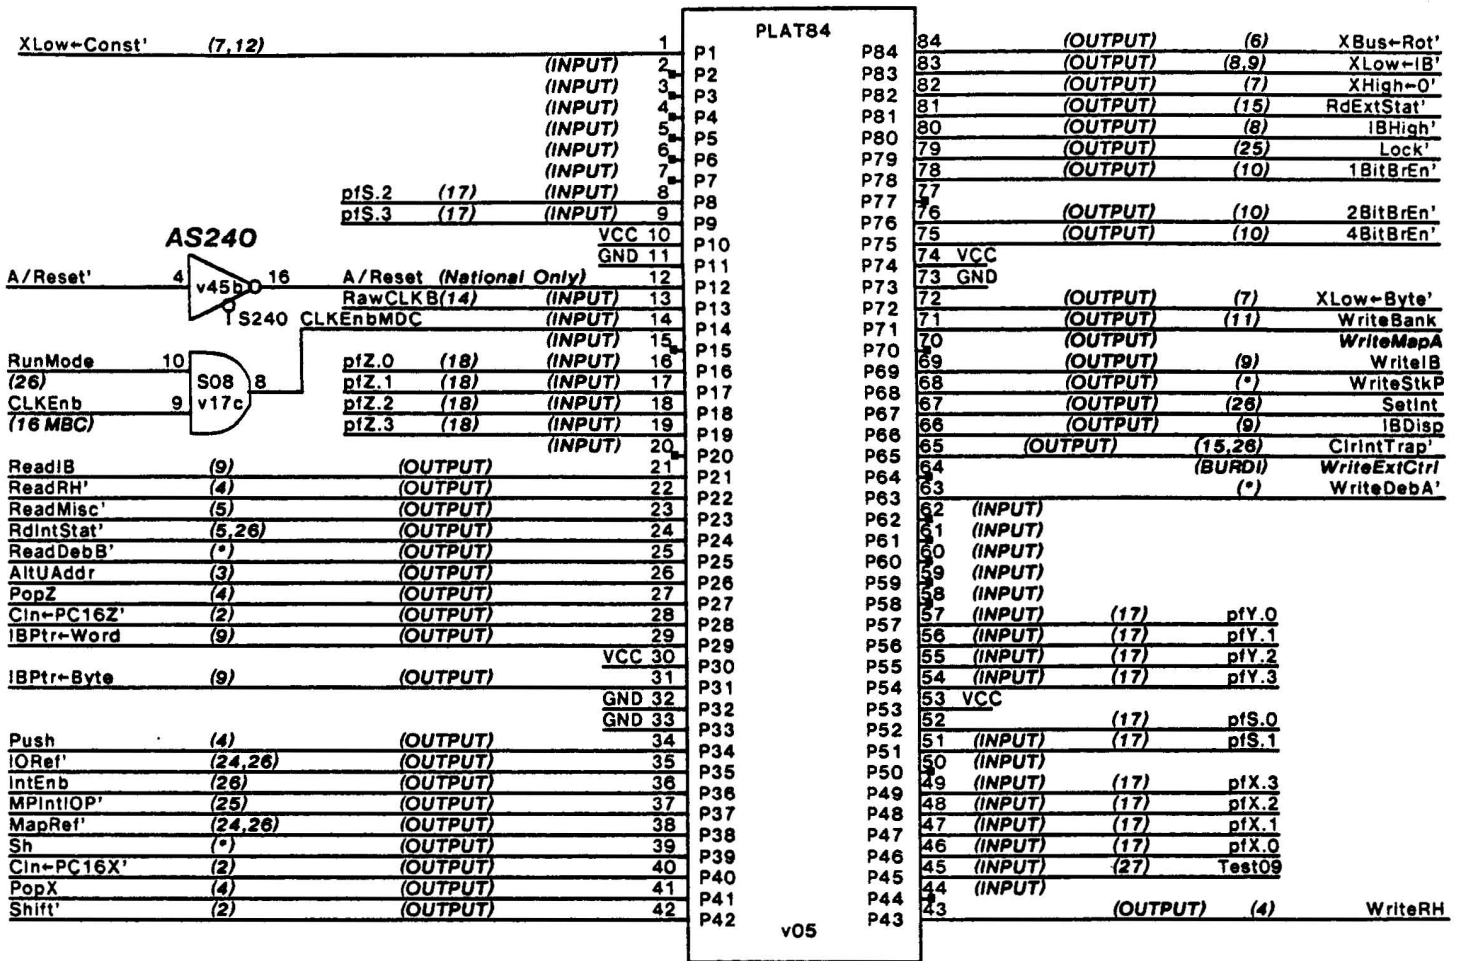 PLAT84
XLow←Const' (7,12) 1 P1
(INPUT) 2 P2
(INPUT) 3 P3
(INPUT) 4 P4
(INPUT) 5 P5
(INPUT) 6 P6
(INPUT) 7 P7
pfS.2 (17) (INPUT) 8 P8
pfS.3 (17) (INPUT) 9 P9
VCC 10 P10
GND 11 P11
AS240
A/Reset' 4 v45b 16 A/Reset (National Only) 12 P12
S240
RawCLKB(14) (INPUT) 13 P13
CLKEnbMDC (INPUT) 14 P14
(INPUT) 15 P15
RunMode 10
(26)
S08 8
v17c
CLKEnb 9
(16 MBC)
pfZ.0 (18) (INPUT) 16 P16
pfZ.1 (18) (INPUT) 17 P17
pfZ.2 (18) (INPUT) 18 P18
pfZ.3 (18) (INPUT) 19 P19
(INPUT) 20 P20
ReadIB (9) (OUTPUT) 21 P21
ReadRH' (4) (OUTPUT) 22 P22
ReadMisc' (5) (OUTPUT) 23 P23
RdIntStat' (5,26) (OUTPUT) 24 P24
ReadDebB' (*) (OUTPUT) 25 P25
AltUAddr (3) (OUTPUT) 26 P26
PopZ (4) (OUTPUT) 27 P27
CIn←PC16Z' (2) (OUTPUT) 28 P28
IBPtr←Word (9) (OUTPUT) 29 P29
VCC 30 P30
IBPtr←Byte (9) (OUTPUT) 31 P31
GND 32 P32
GND 33 P33
Push (4) (OUTPUT) 34 P34
IORef' (24,26) (OUTPUT) 35 P35
IntEnb (26) (OUTPUT) 36 P36
MPIntIOP' (25) (OUTPUT) 37 P37
MapRef' (24,26) (OUTPUT) 38 P38
Sh (*) (OUTPUT) 39 P39
CIn←PC16X' (2) (OUTPUT) 40 P40
PopX (4) (OUTPUT) 41 P41
Shift' (2) (OUTPUT) 42 P42
P84 84 (OUTPUT) (6) XBus←Rot'
P83 83 (OUTPUT) (8,9) XLow←IB'
P82 82 (OUTPUT) (7) XHigh←0'
P81 81 (OUTPUT) (15) RdExtStat'
P80 80 (OUTPUT) (8) IBHigh'
P79 79 (OUTPUT) (25) Lock'
P78 78 (OUTPUT) (10) 1BitBrEn'
P77 77
P76 76 (OUTPUT) (10) 2BitBrEn'
P75 75 (OUTPUT) (10) 4BitBrEn'
P74 74 VCC
P73 73 GND
P72 72 (OUTPUT) (7) XLow←Byte'
P71 71 (OUTPUT) (11) WriteBank
P70 70 WriteMapA
P69 69 (OUTPUT) (9) WriteIB
P68 68 (OUTPUT) (*) WriteStkP
P67 67 (OUTPUT) (26) SetInt
P66 66 (OUTPUT) (9) IBDisp
P65 65 (OUTPUT) (15,26) ClrIntTrap'
P64 64 (BURDI) WriteExtCtrl
P63 63 (*) WriteDebA'
P62 62 (INPUT)
P61 61 (INPUT)
P60 60 (INPUT)
P59 59 (INPUT)
P58 58 (INPUT)
P57 57 (INPUT) (17) pfY.0
P56 56 (INPUT) (17) pfY.1
P55 55 (INPUT) (17) pfY.2
P54 54 (INPUT) (17) pfY.3
P53 53 VCC
P52 52 (17) pfS.0
P51 51 (INPUT) (17) pfS.1
P50 50 (INPUT)
P49 49 (INPUT) (17) pfX.3
P48 48 (INPUT) (17) pfX.2
P47 47 (INPUT) (17) pfX.1
P46 46 (INPUT) (17) pfX.0
P45 45 (INPUT) (27) Test09
P44 44 (INPUT)
P43 43 (OUTPUT) (4) WriteRH
v05